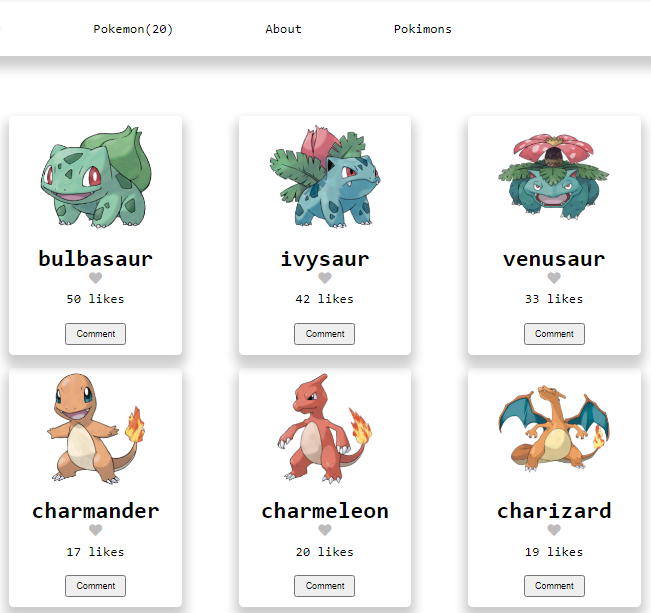 Pokemon(20) About Pokimons
bulbasaur ivysaur venusaur
50 likes 42 likes 33 likes
Comment Comment Comment
charmander charmeleon charizard
17 likes 20 likes 19 likes
Comment Comment Comment